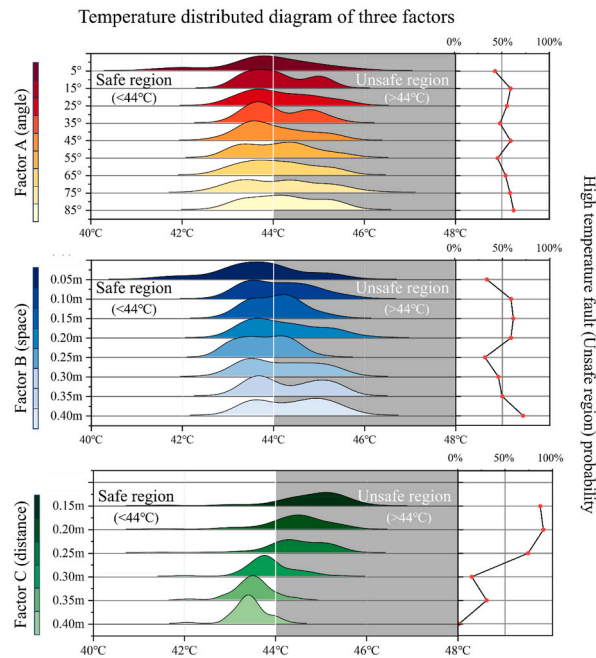 Temperature distributed diagram of three factors
0% 50% 100%
Safe region
(<44℃)
Unsafe region
(>44℃)
Factor A (angle)
5°
15°
25°
35°
45°
55°
65°
75°
85°
40℃ 42℃ 44℃ 46℃ 48℃
0% 50% 100%
Safe region
(<44℃)
Unsafe region
(>44℃)
Factor B (space)
0.05m
0.10m
0.15m
0.20m
0.25m
0.30m
0.35m
0.40m
40℃ 42℃ 44℃ 46℃ 48℃
0% 50% 100%
Safe region
(<44℃)
Unsafe region
(>44℃)
Factor C (distance)
0.15m
0.20m
0.25m
0.30m
0.35m
0.40m
40℃ 42℃ 44℃ 46℃ 48℃
High temperature fault (Unsafe region) probability